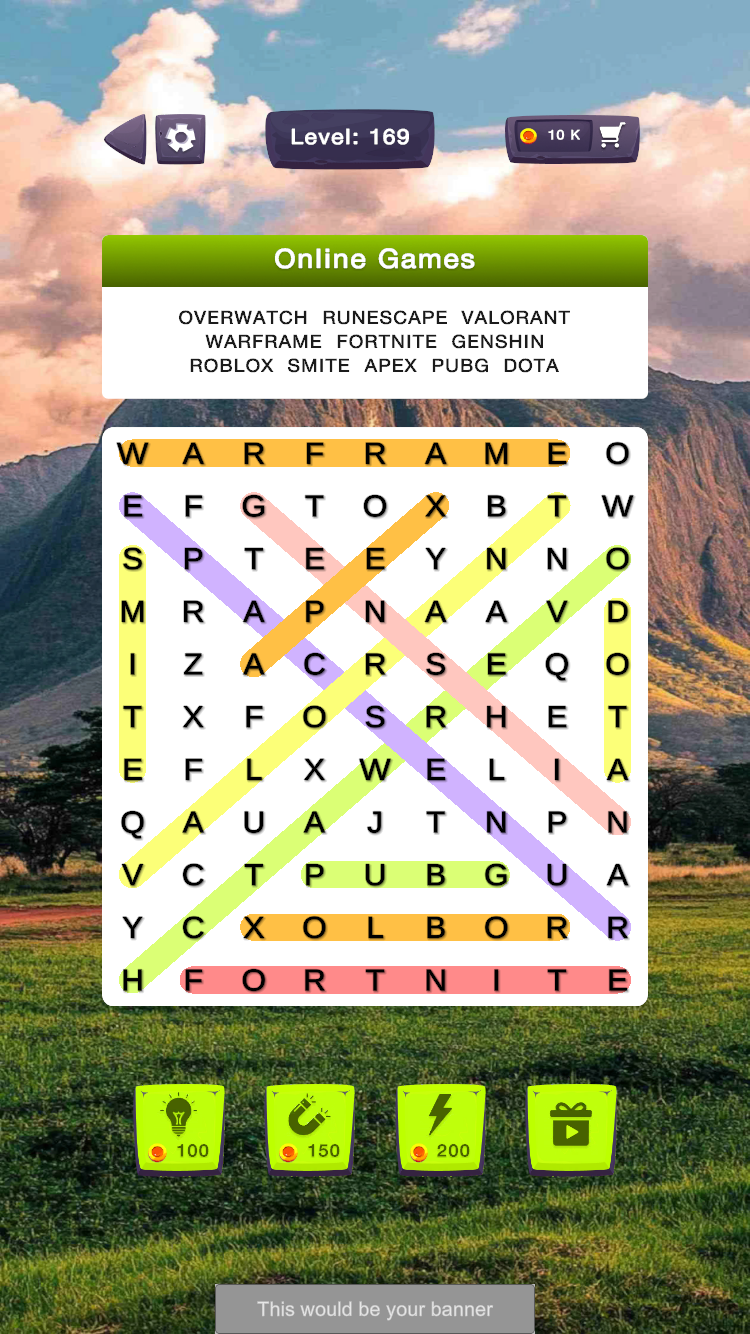 Level: 169
10 K
Online Games
OVERWATCH RUNESCAPE VALORANT
WARFRAME FORTNITE GENSHIN
ROBLOX SMITE APEX PUBG DOTA
W A R F R A M E O
E F G T O X B T W
S P T E E Y N N O
M R A P N A A V D
I Z A C R S E Q O
T X F O S R H E T
E F L X W E L I A
Q A U A J T N P N
V C T P U B G U A
Y C X O L B O R R
H F O R T N I T E
100 150 200
This would be your banner